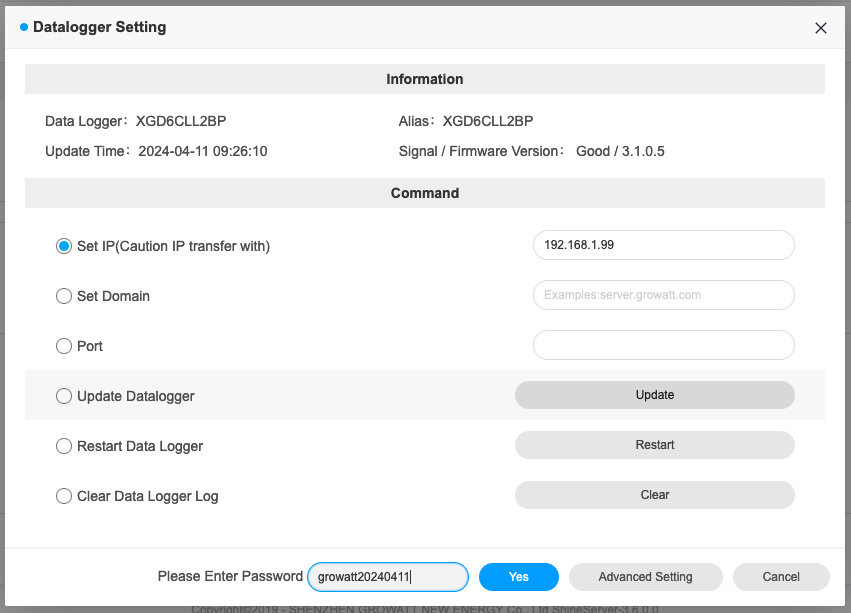 Datalogger Setting
Information
Data Logger: XGD6CLL2BP Alias: XGD6CLL2BP
Update Time: 2024-04-11 09:26:10 Signal / Firmware Version: Good / 3.1.0.5
Command
Set IP(Caution IP transfer with) 192.168.1.99
Set Domain Examples:server.growatt.com
Port
Update Datalogger Update
Restart Data Logger Restart
Clear Data Logger Log Clear
Please Enter Password growatt20240411 Yes Advanced Setting Cancel
Copyright©2019 - SHENZHEN GROWATT NEW ENERGY Co., Ltd ShineServer-3.6.0.0